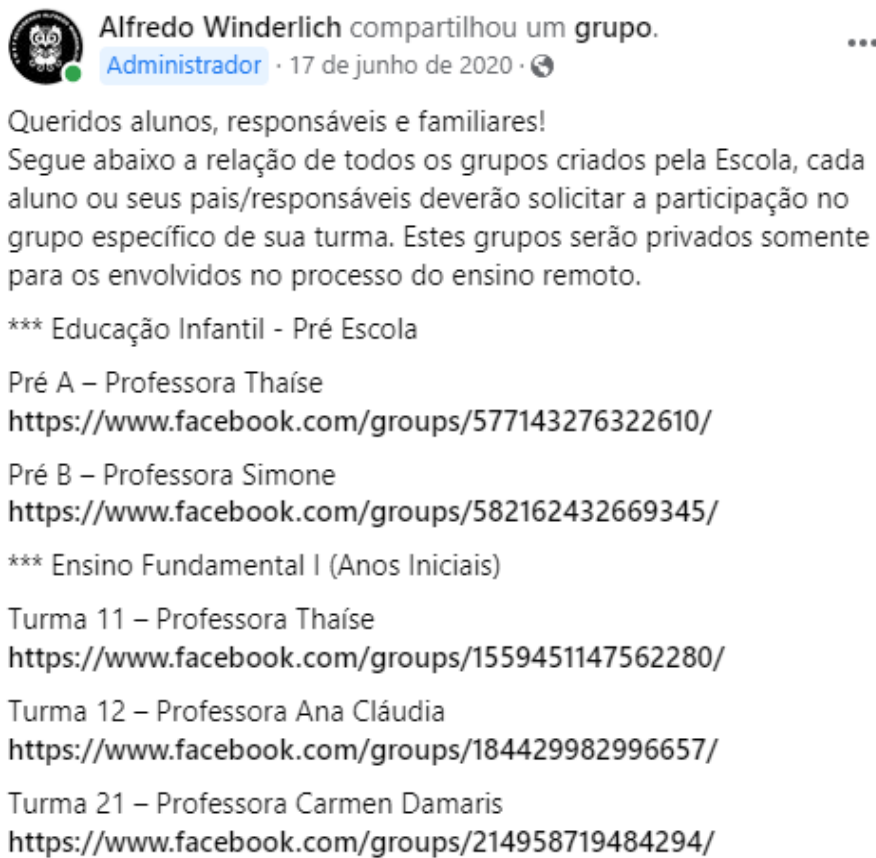 Alfredo Winderlich compartilhou um grupo.
Administrador · 17 de junho de 2020 ·
Queridos alunos, responsáveis e familiares!
Segue abaixo a relação de todos os grupos criados pela Escola, cada
aluno ou seus pais/responsáveis deverão solicitar a participação no
grupo específico de sua turma. Estes grupos serão privados somente
para os envolvidos no processo do ensino remoto.
*** Educação Infantil - Pré Escola
Pré A – Professora Thaíse
https://www.facebook.com/groups/577143276322610/
Pré B – Professora Simone
https://www.facebook.com/groups/582162432669345/
*** Ensino Fundamental I (Anos Iniciais)
Turma 11 – Professora Thaíse
https://www.facebook.com/groups/1559451147562280/
Turma 12 – Professora Ana Cláudia
https://www.facebook.com/groups/184429982996657/
Turma 21 – Professora Carmen Damaris
https://www.facebook.com/groups/214958719484294/